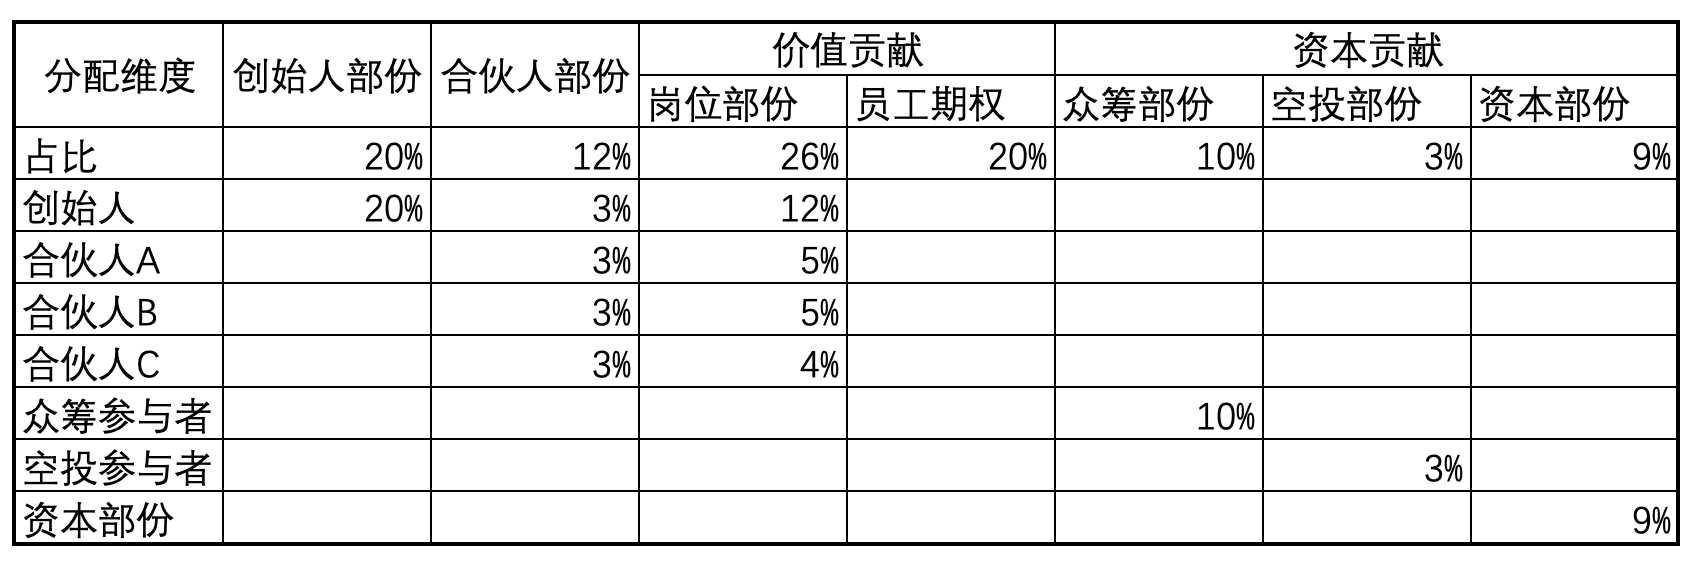 分配维度 创始人部份 合伙人部份 价值贡献 资本贡献
岗位部份 员工期权 众筹部份 空投部份 资本部份
占比 20% 12% 26% 20% 10% 3% 9%
创始人 20% 3% 12%
合伙人A 3% 5%
合伙人B 3% 5%
合伙人C 3% 4%
众筹参与者 10%
空投参与者 3%
资本部份 9%